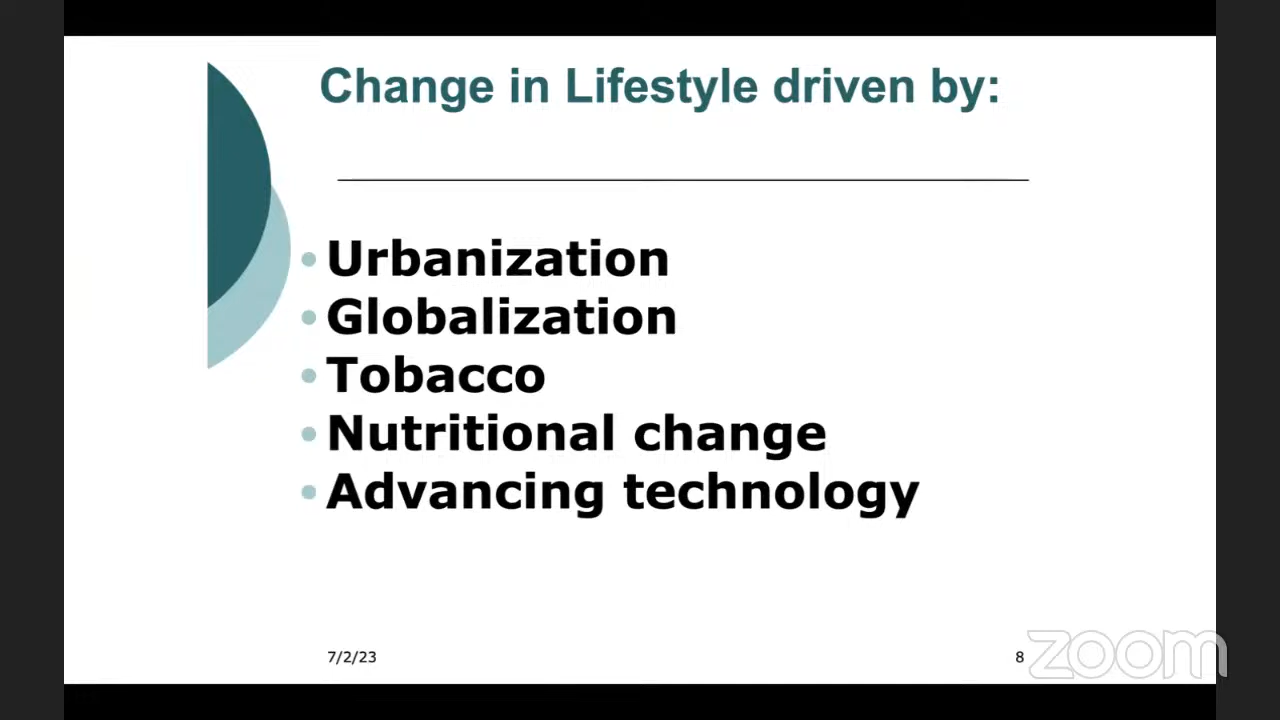 Change in Lifestyle driven by:
• Urbanization
• Globalization
• Tobacco
• Nutritional change
• Advancing technology
7/2/23
8
zoom